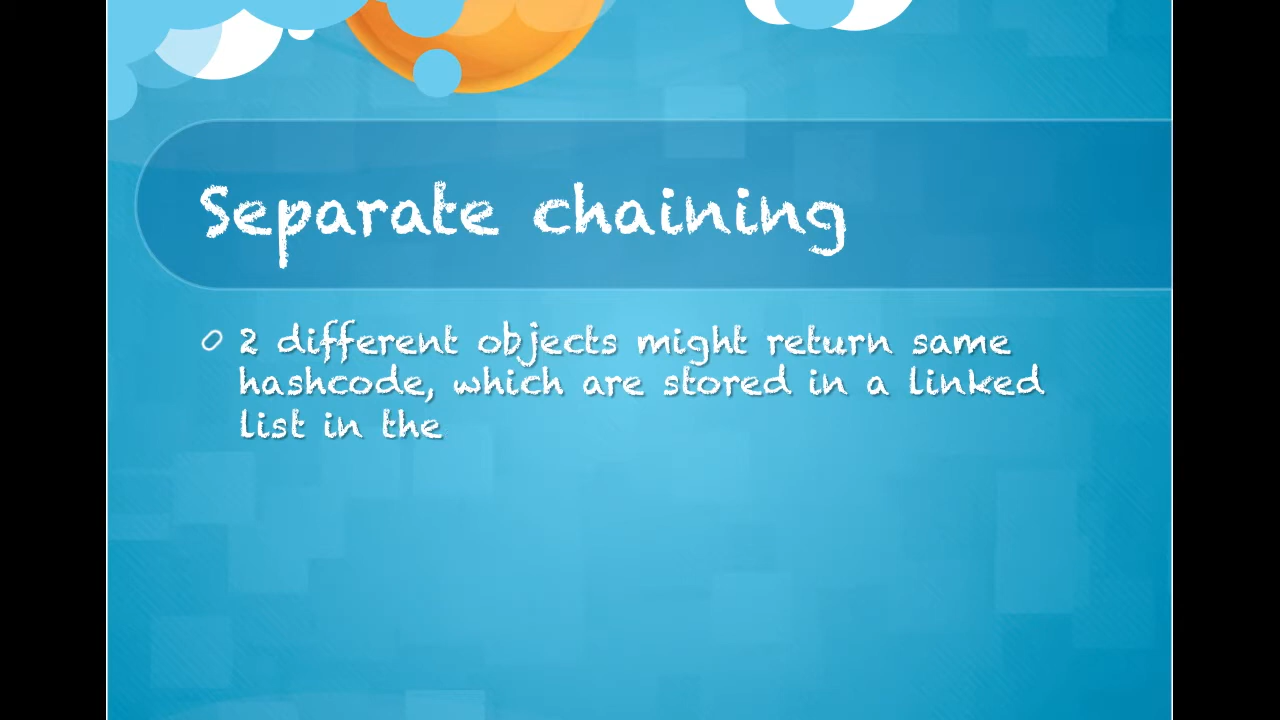 Separate chaining
2 different objects might return same
hashcode, which are stored in a linked
list in the